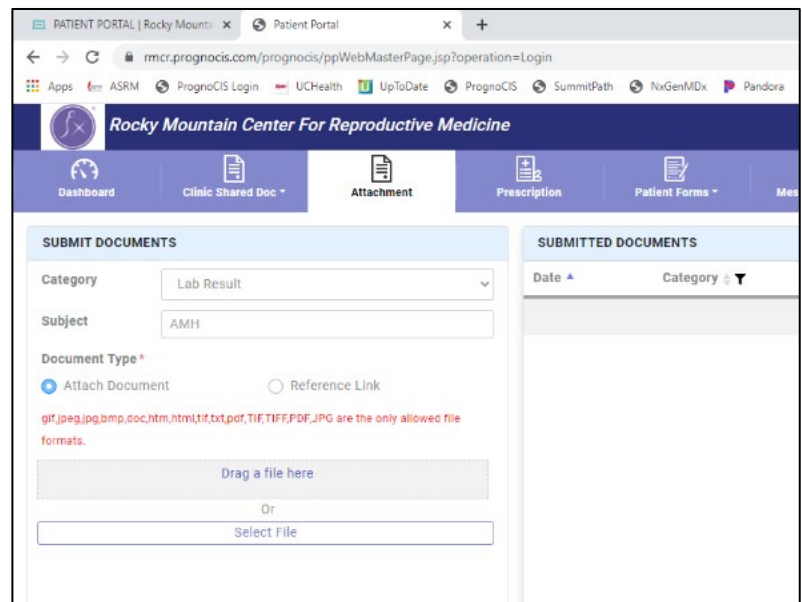 PATIENT PORTAL | Rocky Mounta
Patient Portal
rmcr.prognocis.com/prognocis/ppWebMasterPage.jsp?operation=Login
Apps ASRM PrognoCIS Login UCHealth UpToDate PrognoCIS SummitPath NxGenMDx Pandora
Rocky Mountain Center For Reproductive Medicine
Dashboard Clinic Shared Doc Attachment Prescription Patient Forms Mes
SUBMIT DOCUMENTS
Category Lab Result
Subject AMH
Document Type*
Attach Document Reference Link
gif,jpeg,jpg,bmp,doc,htm,html,tif,txt,pdf,TIF,TIFF,PDF,JPG are the only allowed file
formats.
Drag a file here
Or
Select File
SUBMITTED DOCUMENTS
Date Category